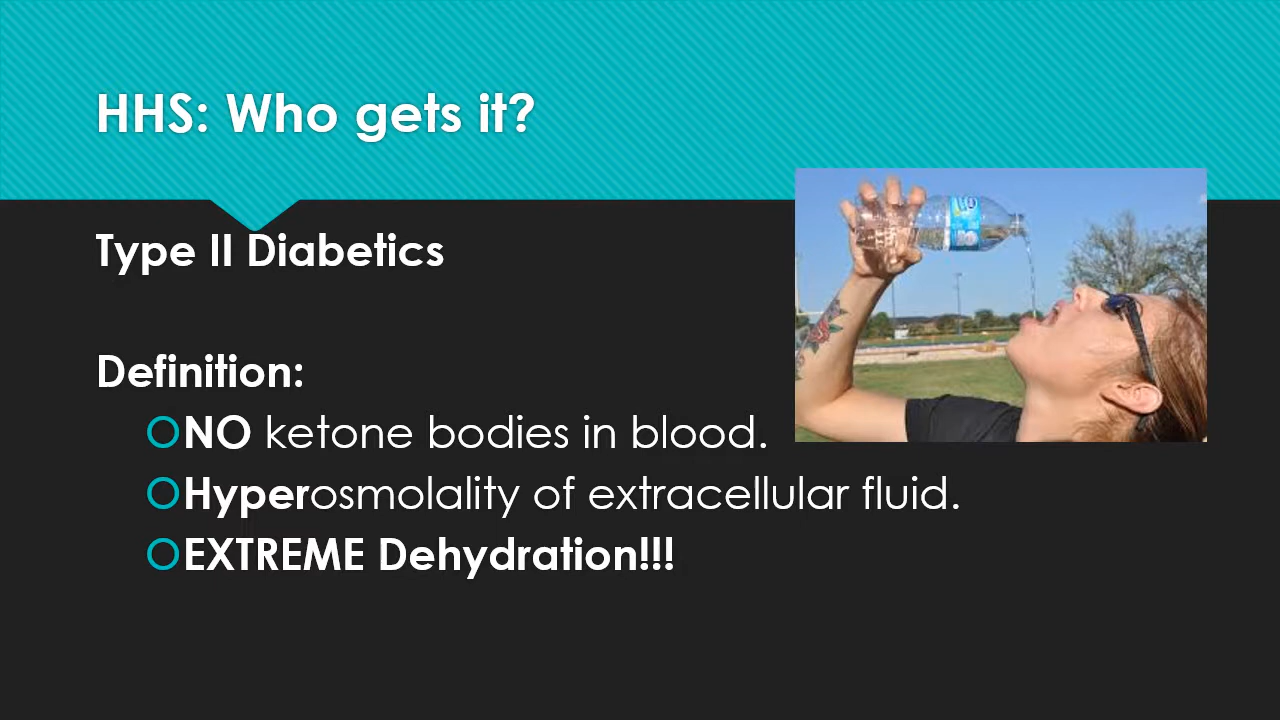 HHS: Who gets it?
Type II Diabetics
Definition:
NO ketone bodies in blood.
Hyperosmolality of extracellular fluid.
EXTREME Dehydration!!!